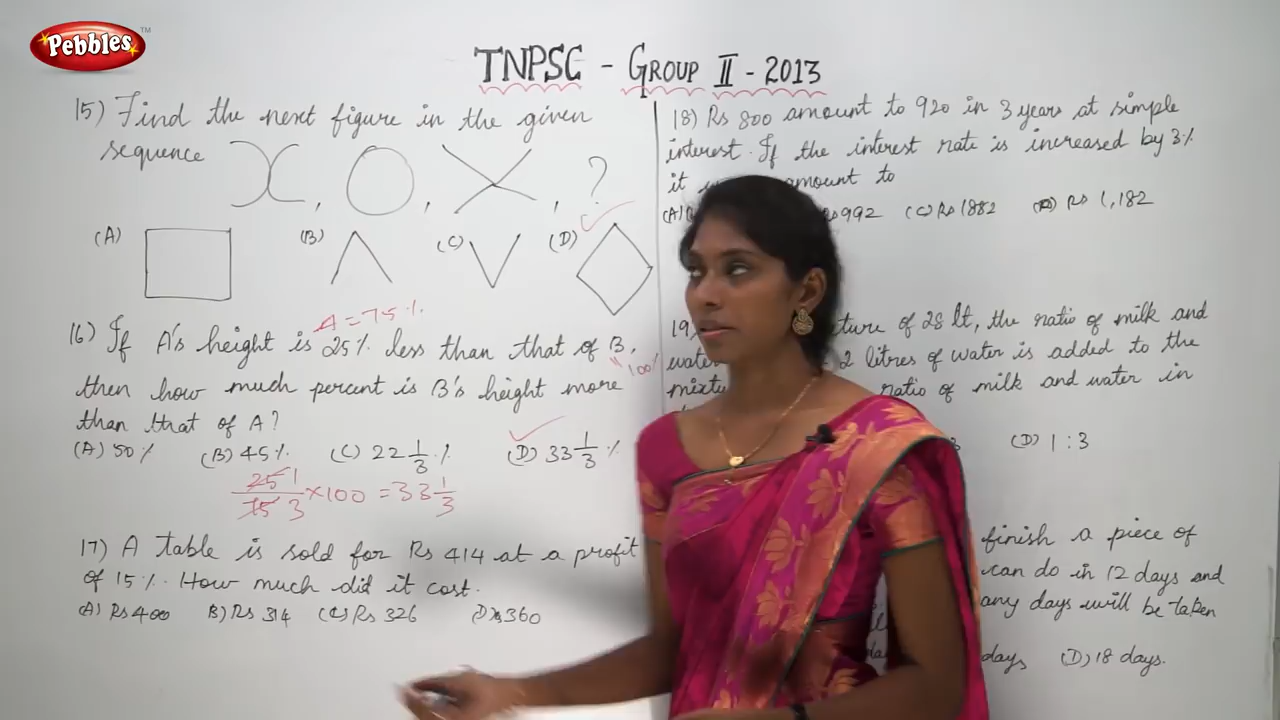 Pebbles TM
TNPSC - GROUP II - 2013
15) Find the next figure in the given
sequence
, , , ?
(A) (B) (C) (D)
A = 75%
16) If A's height is 25% less than that of B,
100%
then how much percent is B's height more
than that of A?
(A) 50% (B) 45% (C) 22 1/3 % (D) 33 1/3 %
25 1 / 75 3 × 100 = 33 1/3
17) A table is sold for Rs 414 at a profit
of 15%. How much did it cost.
(A) Rs 400 B) Rs 314 (C) Rs 326 D) Rs 360
18) Rs 800 amount to 920 in 3 years at simple
interest. If the interest rate is increased by 3%
it amount to
(A) Rs 992 (C) Rs 1882 (D) Rs 1,182
19) of 28 lt, the ratio of milk and
water 2 litres of water is added to the
ratio of milk and water in
3 (D) 1 : 3
finish a piece of
can do in 12 days and
days will be taken
days (D) 18 days.